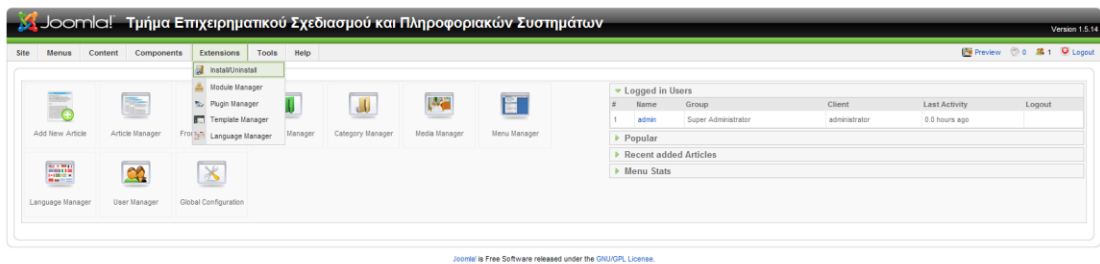 Joomla! Τμήμα Επιχειρηματικού Σχεδιασμού και Πληροφοριακών Συστημάτων
Version 1.5.14
Site Menus Content Components Extensions Tools Help Preview 0 1 Logout
Install/Uninstall
Module Manager
Plugin Manager
Template Manager
Language Manager
Add New Article Article Manager Fro Manager Category Manager Media Manager Menu Manager
Language Manager User Manager Global Configuration
Logged in Users
# Name Group Client Last Activity Logout
1 admin Super Administrator administrator 0.0 hours ago
Popular
Recent added Articles
Menu Stats
Joomla! is Free Software released under the GNU/GPL License.